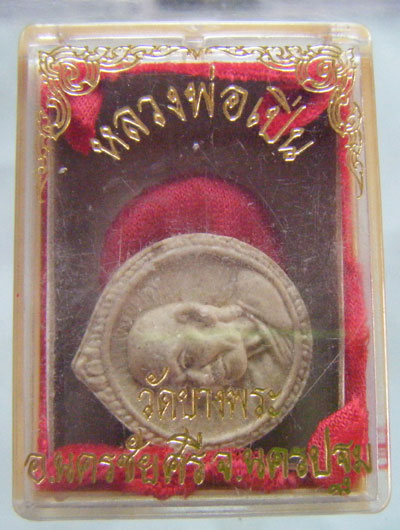 หลวงพ่อเปิ่น
วัดบางพระ
อ.นครชัยศรี จ.นครปฐม